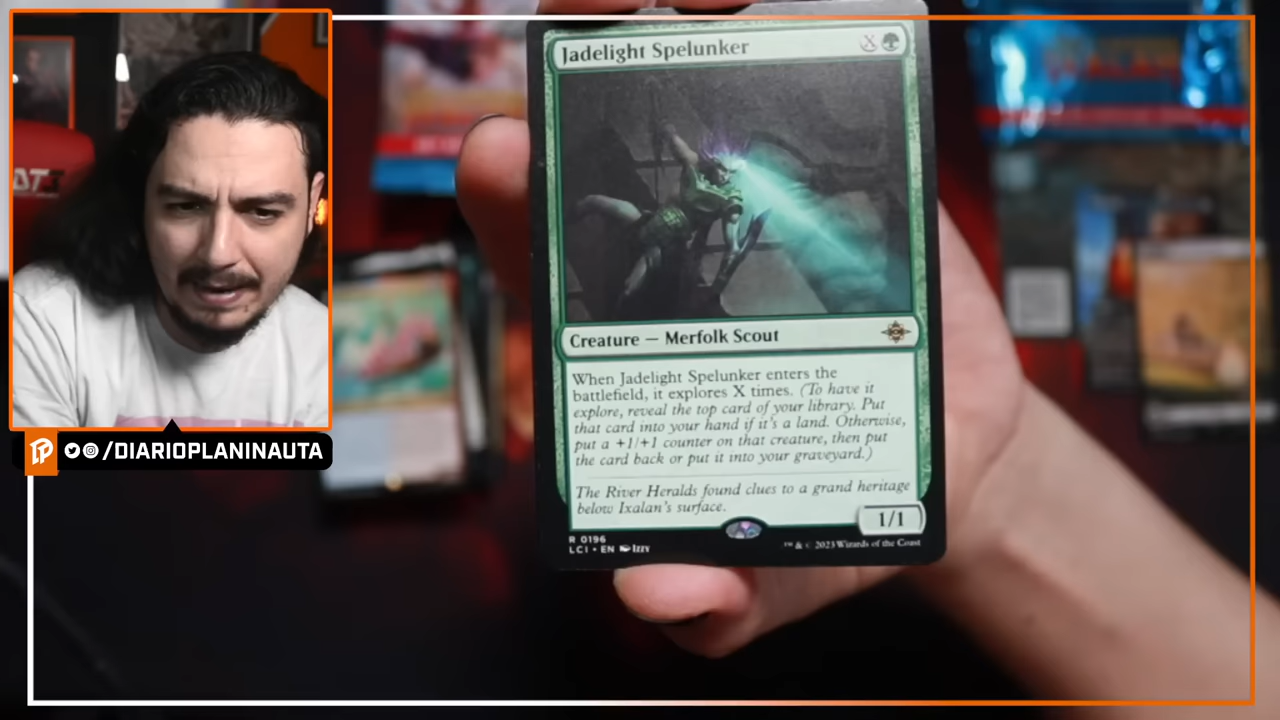 Jadelight Spelunker
X
Creature — Merfolk Scout
When Jadelight Spelunker enters the
battlefield, it explores X times. (To have it
explore, reveal the top card of your library. Put
that card into your hand if it's a land. Otherwise,
put a +1/+1 counter on that creature, then put
the card back or put it into your graveyard.)
The River Heralds found clues to a grand heritage
below Ixalan's surface.
1/1
R 0196
LCI • EN Izzy
™ & © 2023 Wizards of the Coast
/DIARIOPLANINAUTA